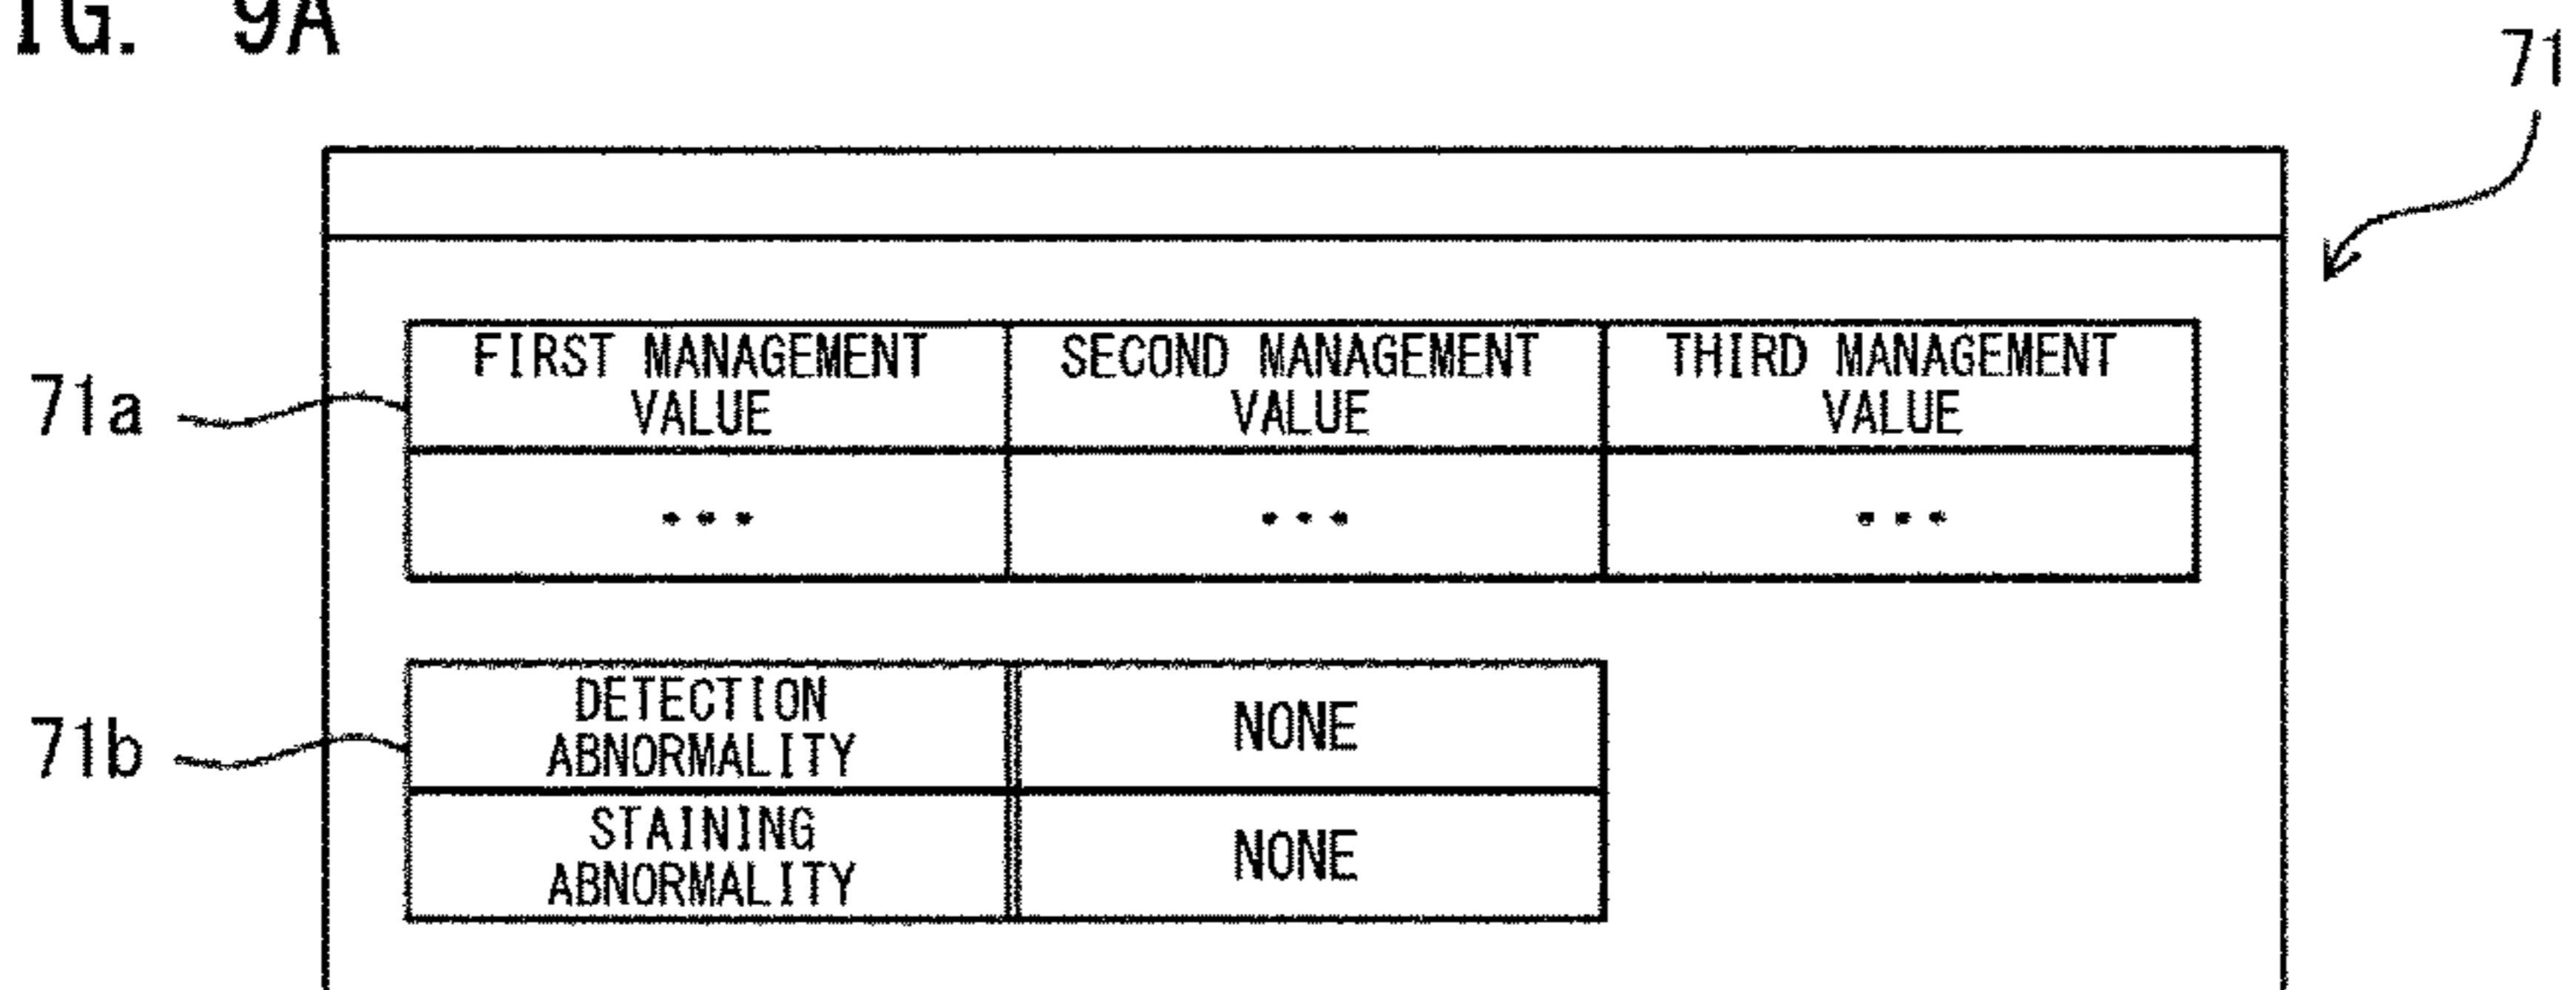 IG. 9A
71
FIRST MANAGEMENT
VALUE
SECOND MANAGEMENT
VALUE
THIRD MANAGEMENT
VALUE
71a
...
...
...
71b
DETECTION
ABNORMALITY
NONE
STAINING
ABNORMALITY
NONE